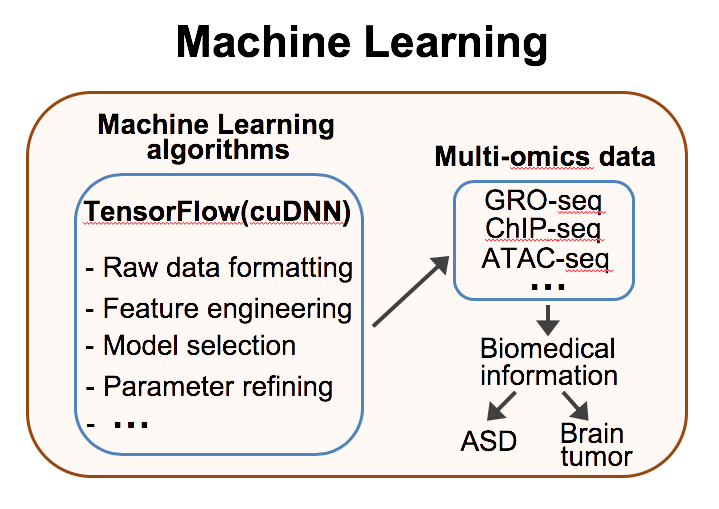 Machine Learning
Machine Learning
algorithms
TensorFlow(cuDNN)
- Raw data formatting
- Feature engineering
- Model selection
- Parameter refining
- ...
Multi-omics data
GRO-seq
ChIP-seq
ATAC-seq
...
Biomedical
information
ASD
Brain
tumor